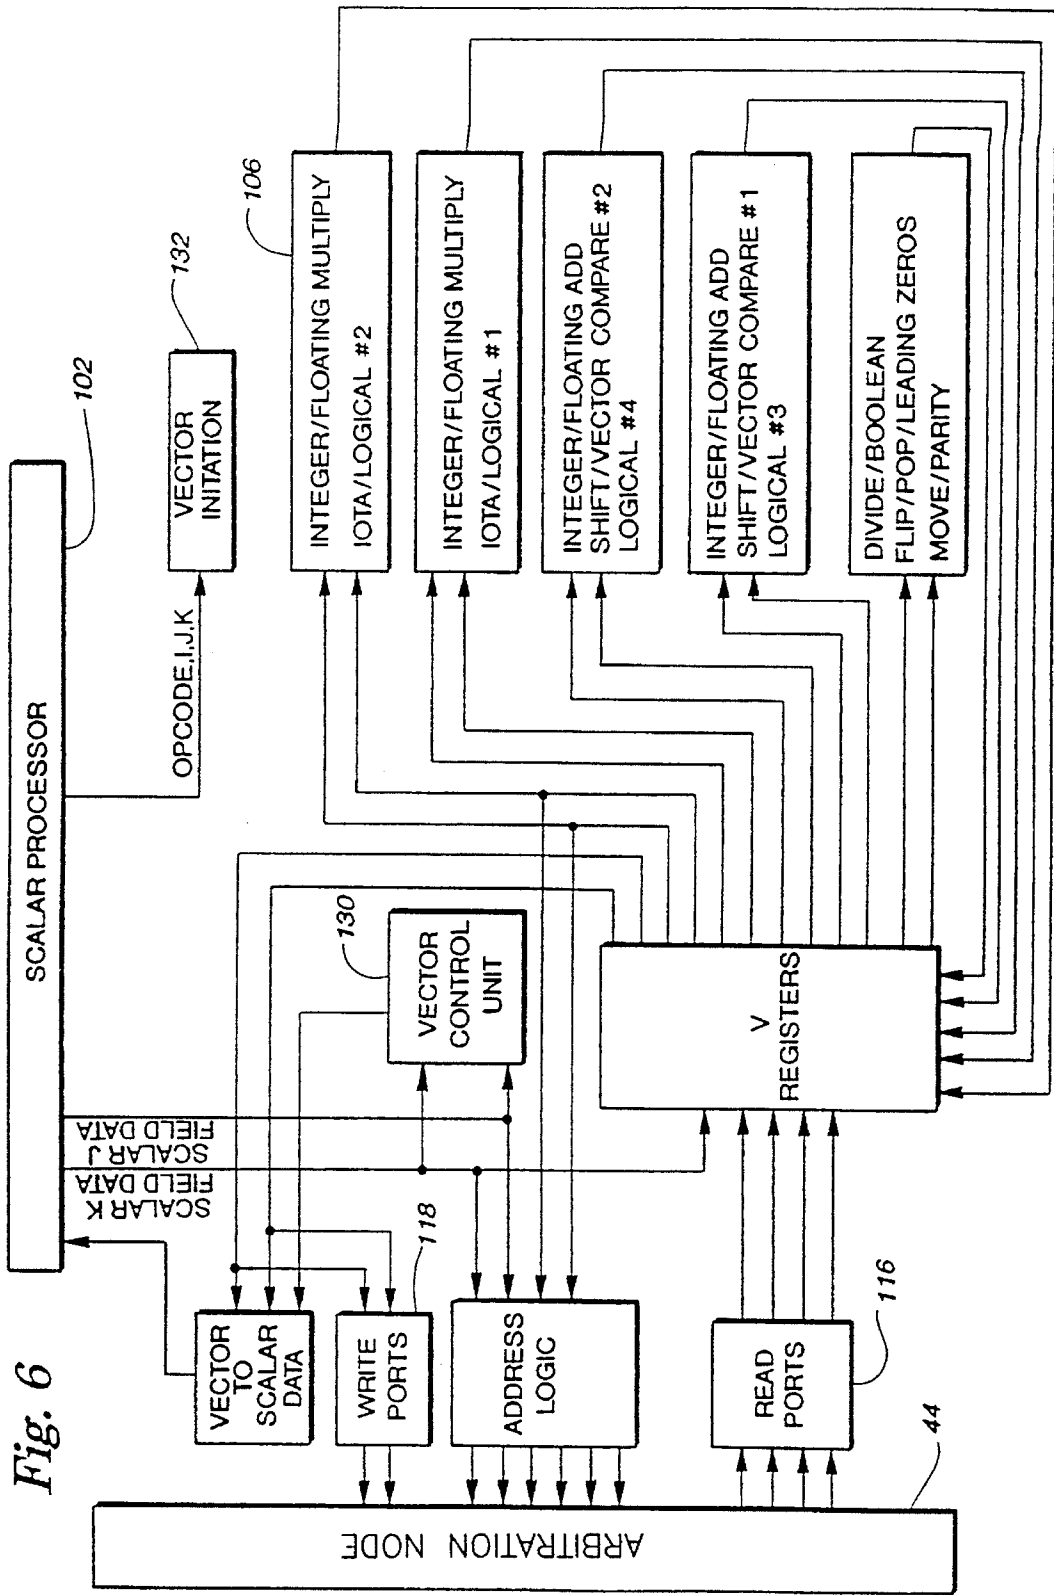 Fig. 6
SCALAR PROCESSOR
102
OPCODE,I,J,K
VECTOR
INITATION
132
SCALAR K
FIELD DATA
SCALAR J
FIELD DATA
VECTOR
TO
SCALAR
DATA
WRITE
PORTS
118
VECTOR
CONTROL
UNIT
130
ADDRESS
LOGIC
READ
PORTS
116
V
REGISTERS
INTEGER/FLOATING MULTIPLY
IOTA/LOGICAL #2
106
INTEGER/FLOATING MULTIPLY
IOTA/LOGICAL #1
INTEGER/FLOATING ADD
SHIFT/VECTOR COMPARE #2
LOGICAL #4
INTEGER/FLOATING ADD
SHIFT/VECTOR COMPARE #1
LOGICAL #3
DIVIDE/BOOLEAN
FLIP/POP/LEADING ZEROS
MOVE/PARITY
ARBITRATION NODE
44